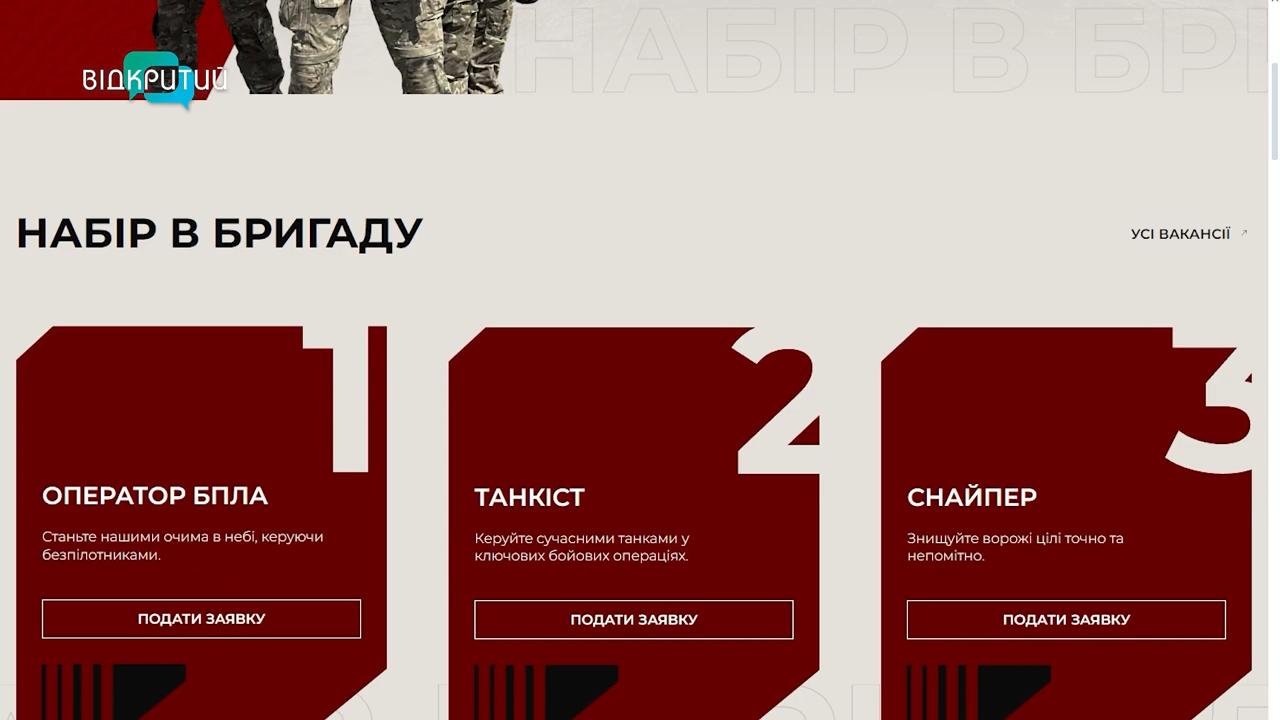 НАБІР В БРИ
ВІДКРИТИЙ
НАБІР В БРИГАДУ
УСІ ВАКАНСІЇ
1
2
3
ОПЕРАТОР БПЛА
Станьте нашими очима в небі, керуючи
безпілотниками.
ПОДАТИ ЗАЯВКУ
ТАНКІСТ
Керуйте сучасними танками у
ключових бойових операціях.
ПОДАТИ ЗАЯВКУ
СНАЙПЕР
Знищуйте ворожі цілі точно та
непомітно.
ПОДАТИ ЗАЯВКУ